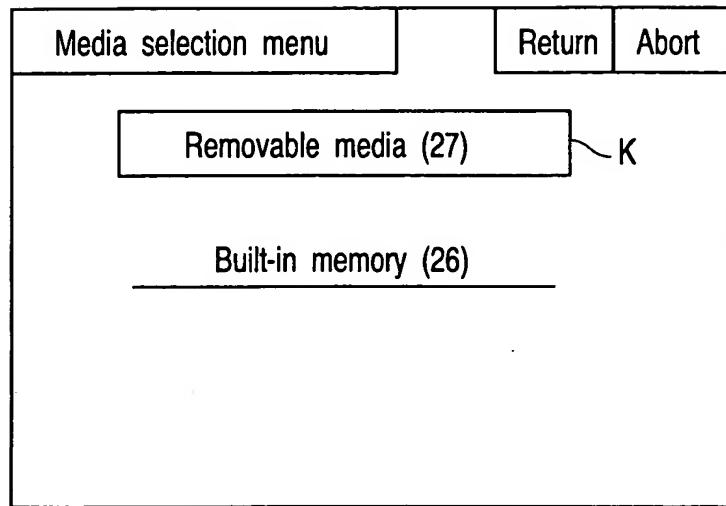 Media selection menu Return Abort
Removable media (27) K
Built-in memory (26)